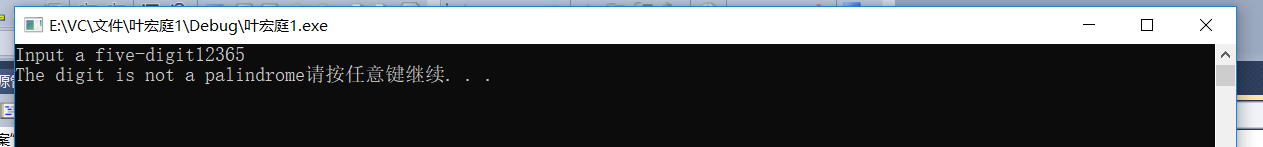 E:\VC\文件\叶宏庭1\Debug\叶宏庭1.exe
Input a five-digit12365
The digit is not a palindrome请按任意键继续. . .